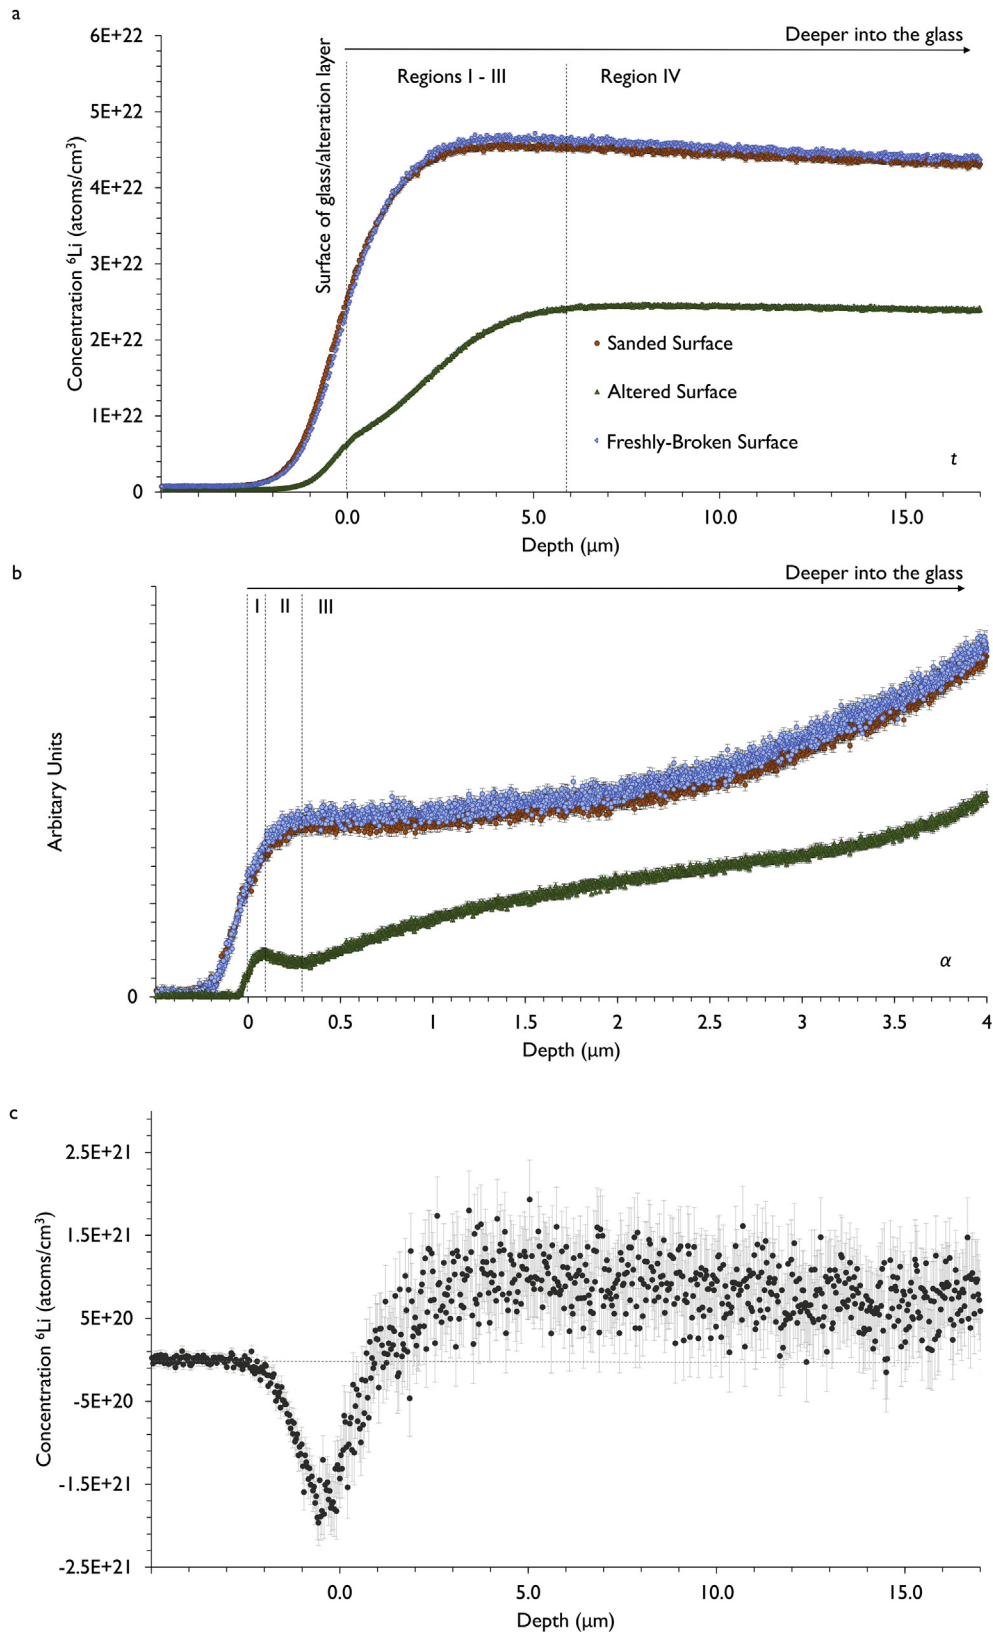 a
Deeper into the glass
6E+22
Surface of glass/alteration layer
Regions I - III
Region IV
5E+22
4E+22
3E+22
2E+22
1E+22
0
Concentration ⁶Li (atoms/cm³)
Sanded Surface
Altered Surface
Freshly-Broken Surface
t
0.0 5.0 10.0 15.0
Depth (μm)
b
Deeper into the glass
I II III
Arbitary Units
α
0
0 0.5 1 1.5 2 2.5 3 3.5 4
Depth (μm)
c
2.5E+21
1.5E+21
5E+20
-5E+20
-1.5E+21
-2.5E+21
Concentration ⁶Li (atoms/cm³)
0.0 5.0 10.0 15.0
Depth (μm)